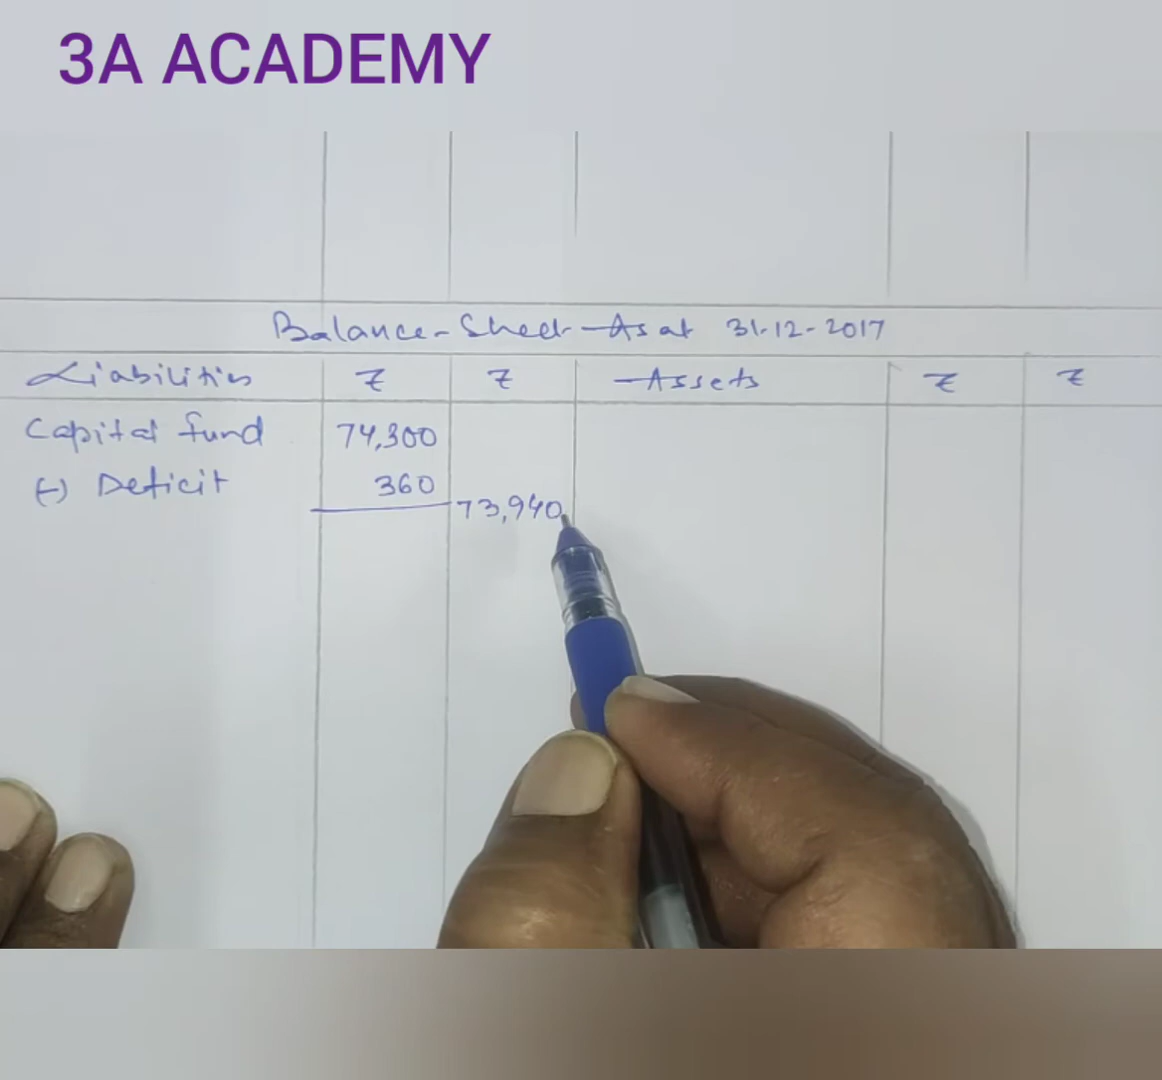 3A ACADEMY
Balance-Sheet As at 31-12-2017
Liabilities ₹ ₹ Assets ₹ ₹
Capital fund 74,300
(-) Deficit 360
73,940